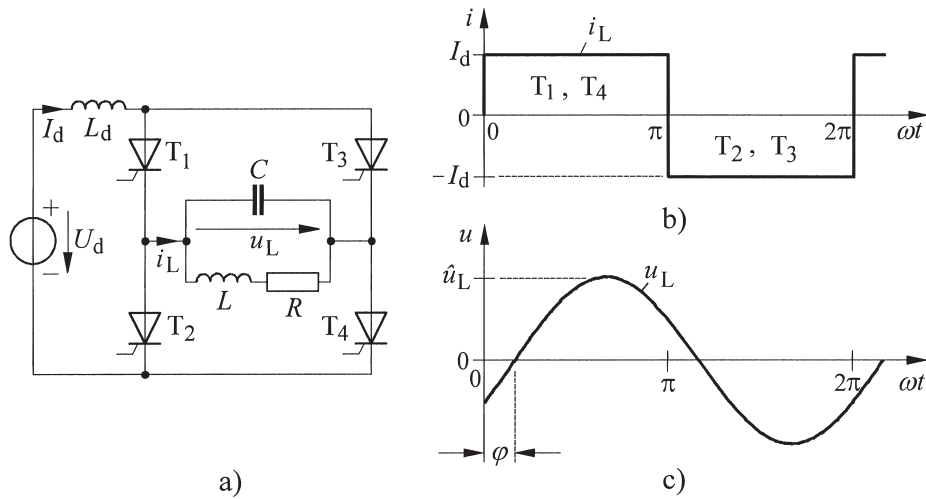 I_d
L_d
T_1
T_3
C
+
U_d
−
u_L
i_L
L
R
T_2
T_4
a)
i
i_L
I_d
T_1 , T_4
0
0
π
2π
ωt
T_2 , T_3
−I_d
b)
u
û_L
u_L
0
0
π
2π
ωt
φ
c)